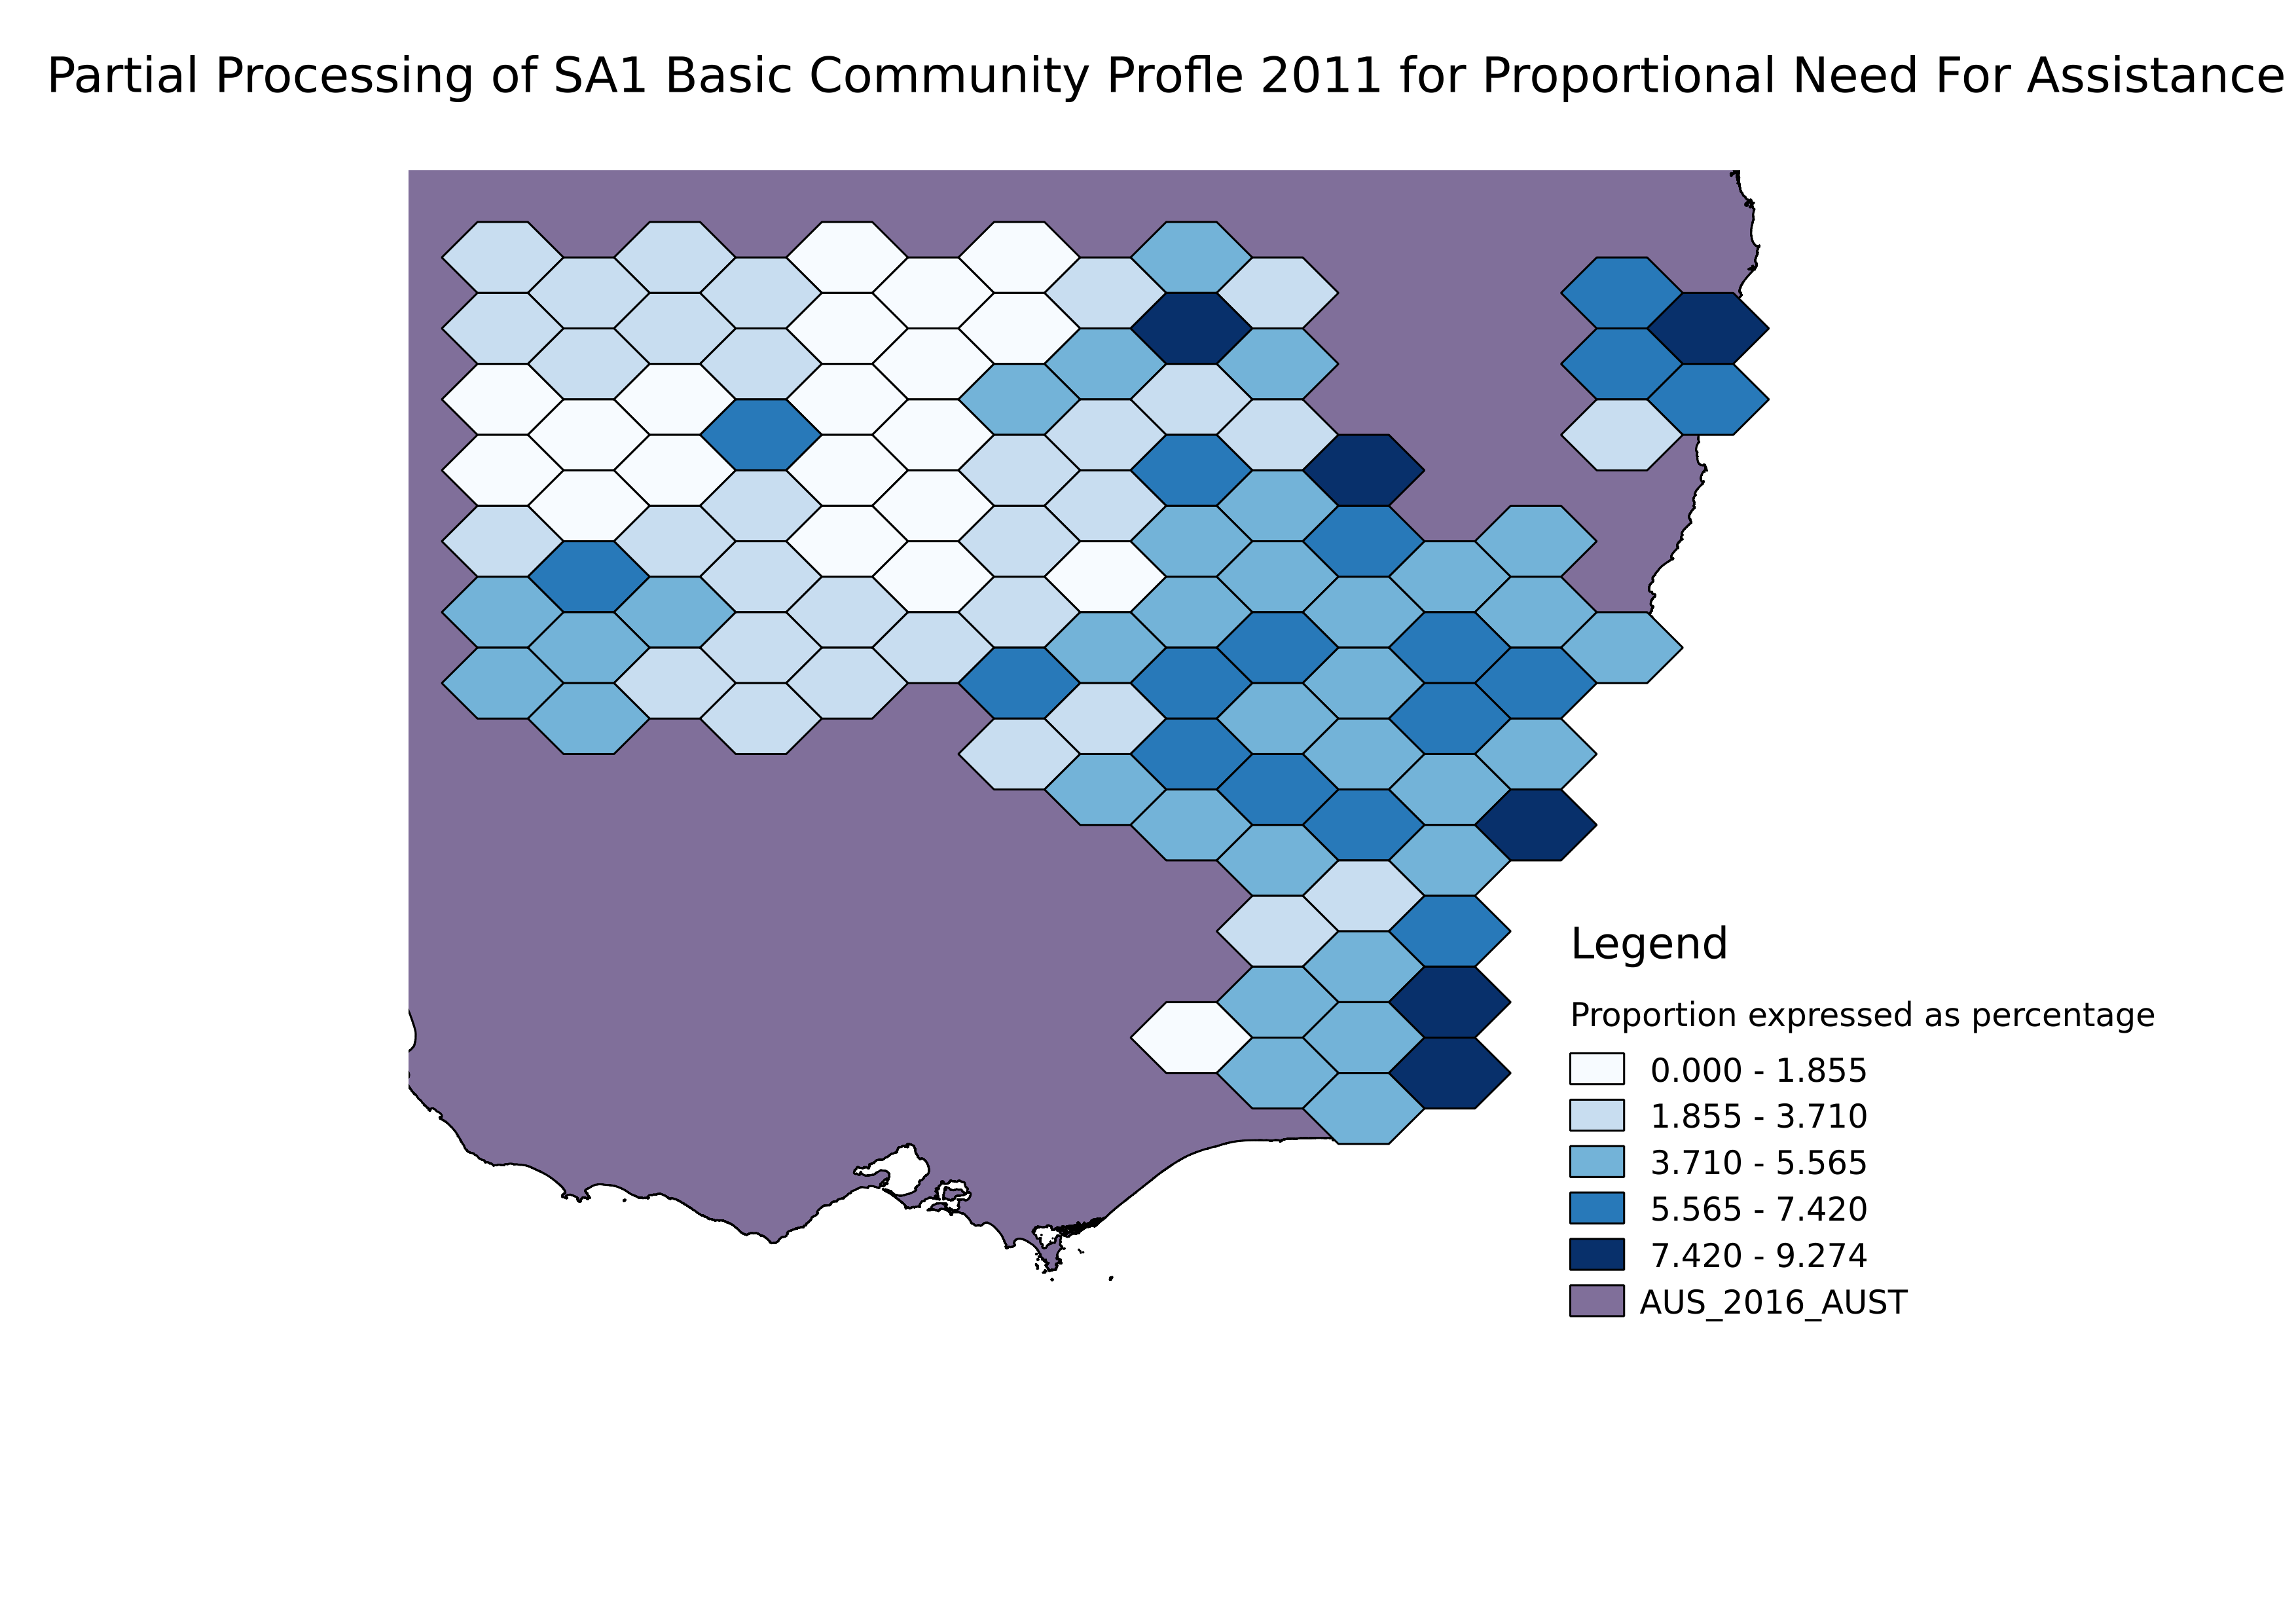 Partial Processing of SA1 Basic Community Profle 2011 for Proportional Need For Assistance
Legend
Proportion expressed as percentage
0.000 - 1.855
1.855 - 3.710
3.710 - 5.565
5.565 - 7.420
7.420 - 9.274
AUS_2016_AUST